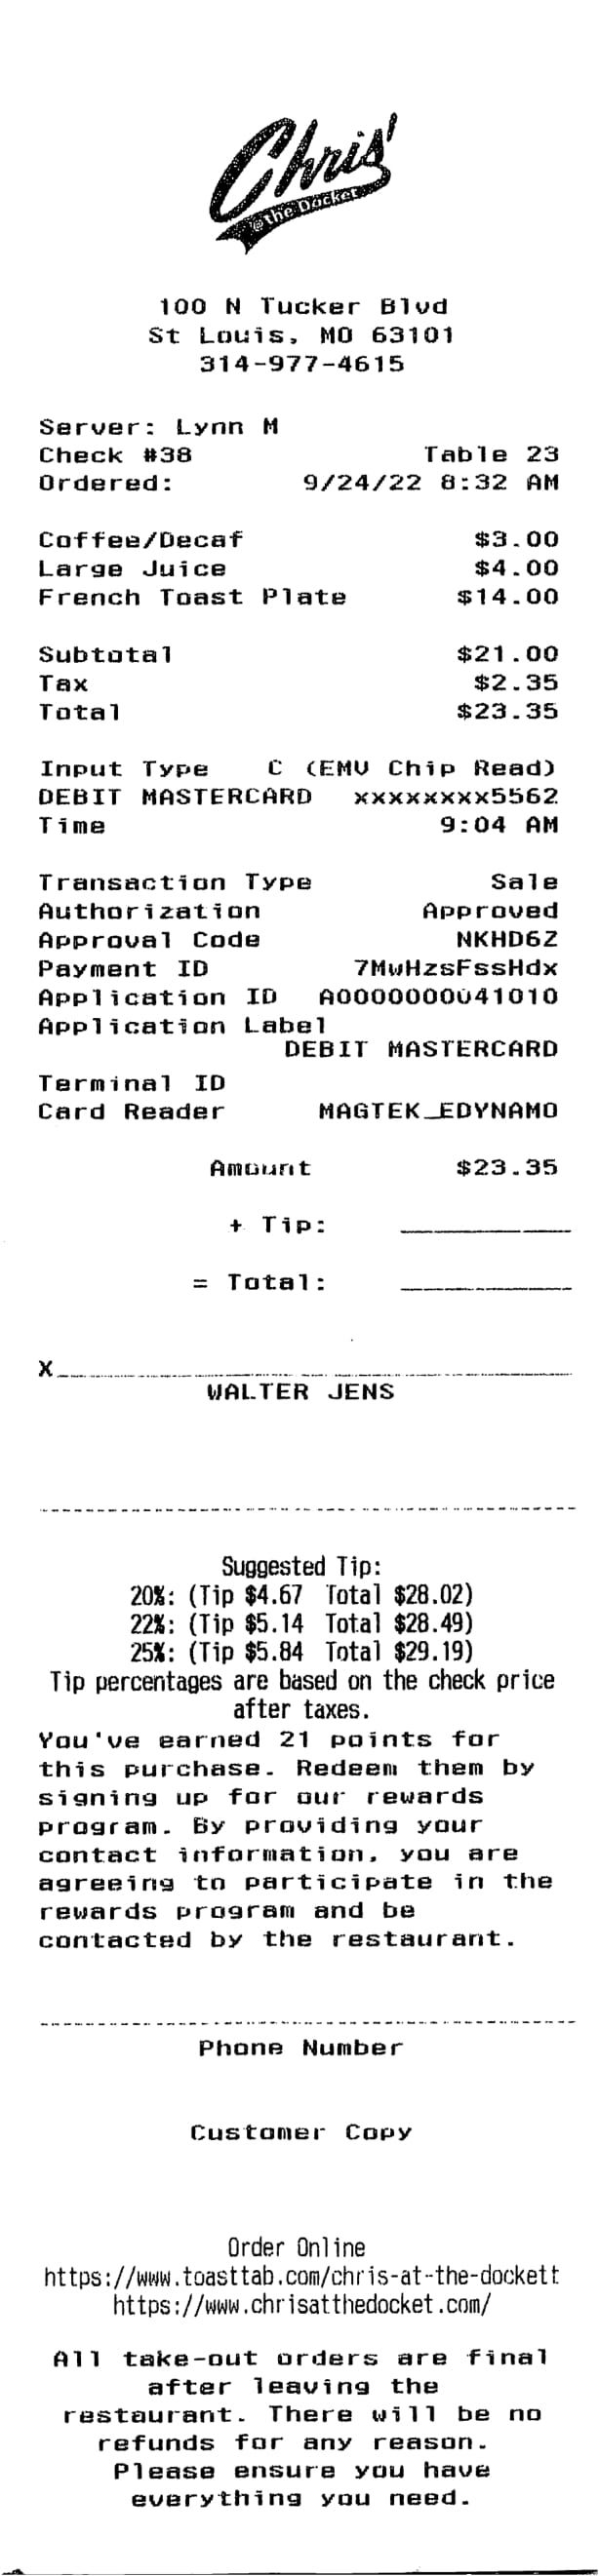 Chris'
@the Docket
100 N Tucker Blvd
St Louis, MO 63101
314-977-4615
Server: Lynn M
Check #38 Table 23
Ordered: 9/24/22 8:32 AM
Coffee/Decaf $3.00
Large Juice $4.00
French Toast Plate $14.00
Subtotal $21.00
Tax $2.35
Total $23.35
Input Type C (EMV Chip Read)
DEBIT MASTERCARD xxxxxxxx5562
Time 9:04 AM
Transaction Type Sale
Authorization Approved
Approval Code NKHD6Z
Payment ID 7MwHzsFssHdx
Application ID A0000000041010
Application Label
DEBIT MASTERCARD
Terminal ID
Card Reader MAGTEK_EDYNAMO
Amount $23.35
+ Tip:
= Total:
X
WALTER JENS
Suggested Tip:
20%: (Tip $4.67 Total $28.02)
22%: (Tip $5.14 Total $28.49)
25%: (Tip $5.84 Total $29.19)
Tip percentages are based on the check price
after taxes.
You've earned 21 points for
this purchase. Redeem them by
signing up for our rewards
program. By providing your
contact information, you are
agreeing to participate in the
rewards program and be
contacted by the restaurant.
Phone Number
Customer Copy
Order Online
https://www.toasttab.com/chris-at-the-dockett
https://www.chrisatthedocket.com/
All take-out orders are final
after leaving the
restaurant. There will be no
refunds for any reason.
Please ensure you have
everything you need.